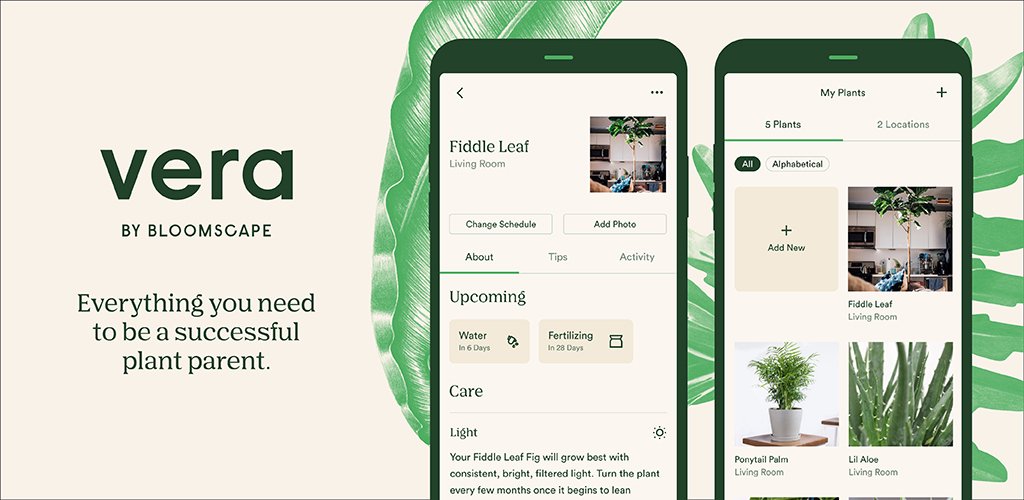 vera
BY BLOOMSCAPE
Everything you need
to be a successful
plant parent.
Fiddle Leaf
Living Room
Change Schedule
Add Photo
About
Tips
Activity
Upcoming
Water
In 6 Days
Fertilizing
In 28 Days
Care
Light
Your Fiddle Leaf Fig will grow best with
consistent, bright, filtered light. Turn the plant
every few months once it begins to lean
My Plants
5 Plants
2 Locations
All
Alphabetical
Add New
Fiddle Leaf
Living Room
Ponytail Palm
Living Room
Lil Aloe
Living Room